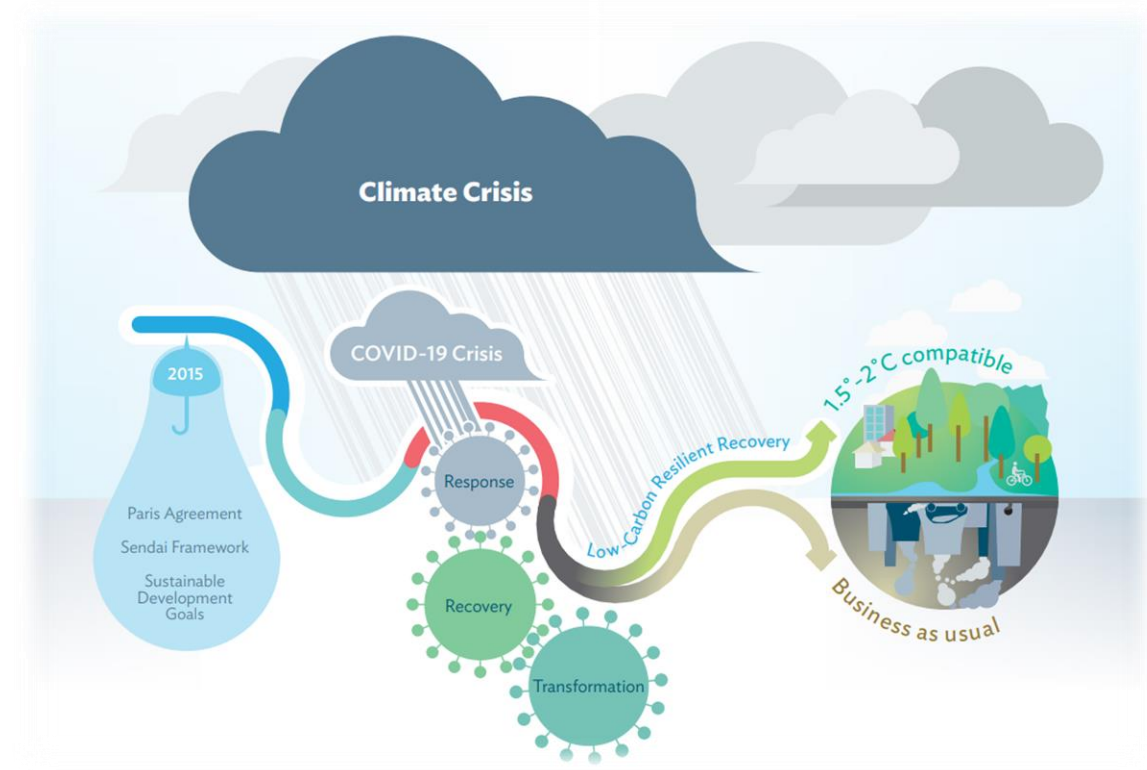 Climate Crisis
COVID-19 Crisis
2015
Paris Agreement
Sendai Framework
Sustainable
Development
Goals
Response
Recovery
Transformation
Low-Carbon Resilient Recovery
1.5°-2°C compatible
Business as usual